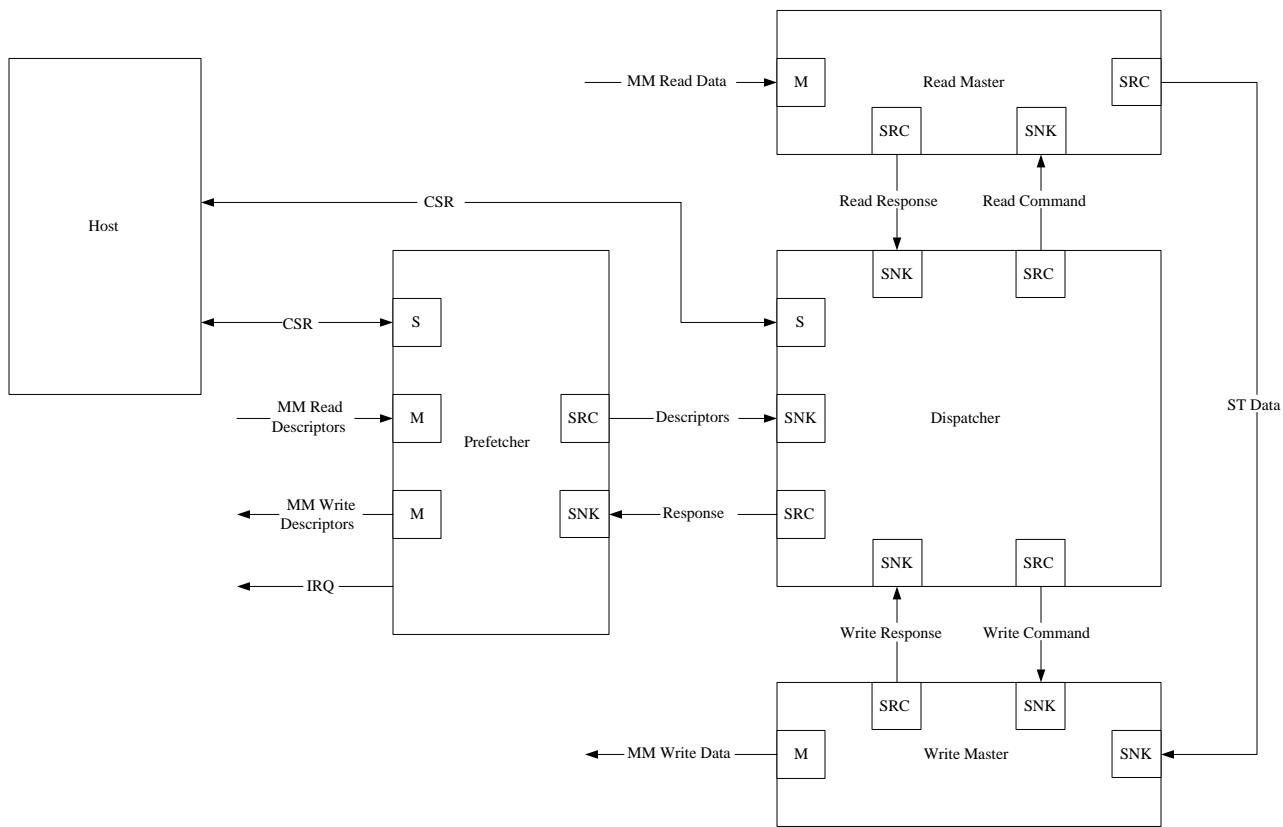 MM Read Data
M
Read Master
SRC
SRC
SNK
Host
CSR
Read Response
Read Command
SNK
SRC
CSR
S
S
MM Read
Descriptors
M
Prefetcher
SRC
Descriptors
SNK
Dispatcher
ST Data
MM Write
Descriptors
M
SNK
Response
SRC
IRQ
SNK
SRC
Write Response
Write Command
SRC
SNK
MM Write Data
M
Write Master
SNK